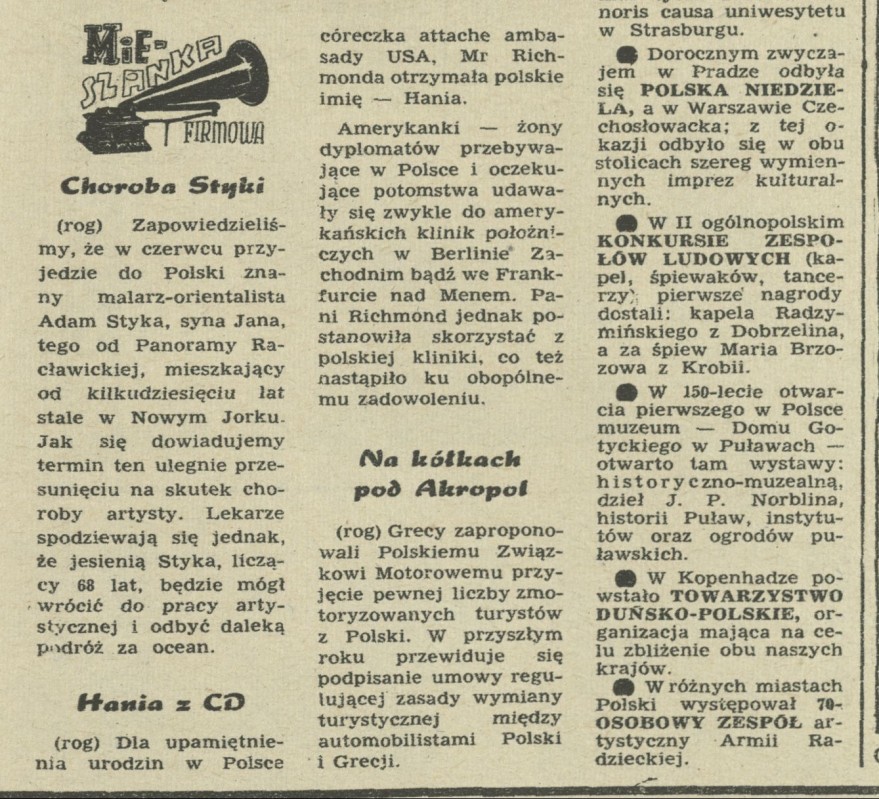 MiE-
SZANKA
FIRMOWA
Choroba Styki
(rog) Zapowiedzieliś-
my, że w czerwcu przy-
jedzie do Polski zna-
ny malarz-orientalista
Adam Styka, syna Jana,
tego od Panoramy Ra-
cławickiej, mieszkający
od kilkudziesięciu lat
stale w Nowym Jorku.
Jak się dowiadujemy
termin ten ulegnie prze-
sunięciu na skutek cho-
roby artysty. Lekarze
spodziewają się jednak,
że jesienią Styka, liczą-
cy 68 lat, będzie mógł
wrócić do pracy arty-
stycznej i odbyć daleką
podróż za ocean.
Hania z CD
(rog) Dla upamiętnie-
nia urodzin w Polsce
córeczka attache amba-
sady USA, Mr Rich-
monda otrzymała polskie
imię — Hania.
Amerykanki — żony
dyplomatów przebywa-
jące w Polsce i oczeku-
jące potomstwa udawa-
ły się zwykle do amery-
kańskich klinik położni-
czych w Berlinie Za-
chodnim bądź we Frank-
furcie nad Menem. Pa-
ni Richmond jednak po-
stanowiła skorzystać z
polskiej kliniki, co też
nastąpiło ku obopólne-
mu zadowoleniu.
Na kółkach
pod Akropol
(rog) Grecy zapropono-
wali Polskiemu Związ-
kowi Motorowemu przy-
jęcie pewnej liczby zmo-
toryzowanych turystów
z Polski. W przyszłym
roku przewiduje się
podpisanie umowy regu-
lującej zasady wymiany
turystycznej między
automobilistami Polski
i Grecji.
noris causa uniwesytetu
w Strasburgu.
● Dorocznym zwycza-
jem w Pradze odbyła
się POLSKA NIEDZIE-
LA, a w Warszawie Cze-
chosłowacka; z tej o-
kazji odbyło się w obu
stolicach szereg wymien-
nych imprez kultural-
nych.
● W II ogólnopolskim
KONKURSIE ZESPO-
ŁÓW LUDOWYCH (ka-
pel, śpiewaków, tance-
rzy) pierwsze nagrody
dostali: kapela Radzy-
mińskiego z Dobrzelina,
a za śpiew Maria Brzo-
zowa z Krobii.
● W 150-lecie otwar-
cia pierwszego w Polsce
muzeum — Domu Go-
tyckiego w Puławach —
otwarto tam wystawy:
historyczno-muzealną,
dzieł J. P. Norblina,
historii Puław, instytu-
tów oraz ogrodów pu-
ławskich.
● W Kopenhadze po-
wstało TOWARZYSTWO
DUŃSKO-POLSKIE, or-
ganizacja mająca na ce-
lu zbliżenie obu naszych
krajów.
● W różnych miastach
Polski występował 70-
OSOBOWY ZESPÓŁ ar-
tystyczny Armii Ra-
dzieckiej.